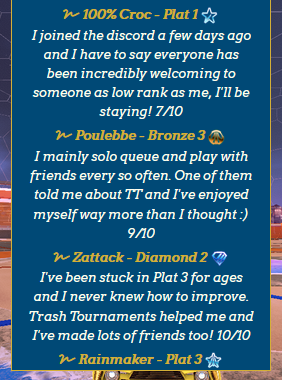 100% Croc - Plat 1
I joined the discord a few days ago
and I have to say everyone has
been incredibly welcoming to
someone as low rank as me, I'll be
staying! 7/10
Poulebbe - Bronze 3
I mainly solo queue and play with
friends every so often. One of them
told me about TT and I've enjoyed
myself way more than I thought :)
9/10
Zattack - Diamond 2
I've been stuck in Plat 3 for ages
and I never knew how to improve.
Trash Tournaments helped me and
I've made lots of friends too! 10/10
Rainmaker - Plat 3